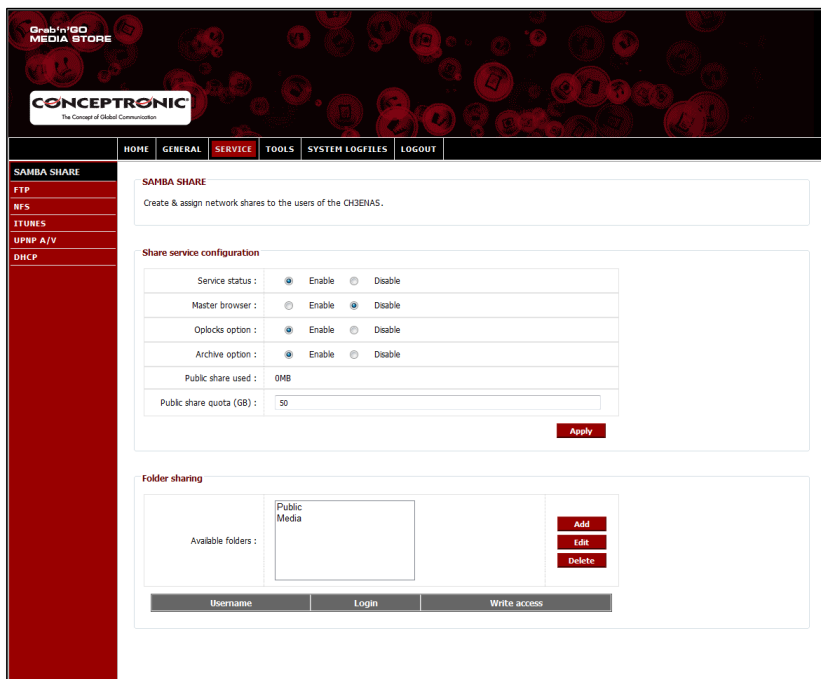 Grab'n'GO
MEDIA STORE
CONCEPTRONIC
The Concept of Global Communication
HOME GENERAL SERVICE TOOLS SYSTEM LOGFILES LOGOUT
SAMBA SHARE
FTP
NFS
ITUNES
UPNP A/V
DHCP
SAMBA SHARE
Create & assign network shares to the users of the CH3ENAS.
Share service configuration
Service status : Enable Disable
Master browser : Enable Disable
Oplocks option : Enable Disable
Archive option : Enable Disable
Public share used : 0MB
Public share quota (GB) : 50
Apply
Folder sharing
Available folders :
Public
Media
Add
Edit
Delete
Username Login Write access